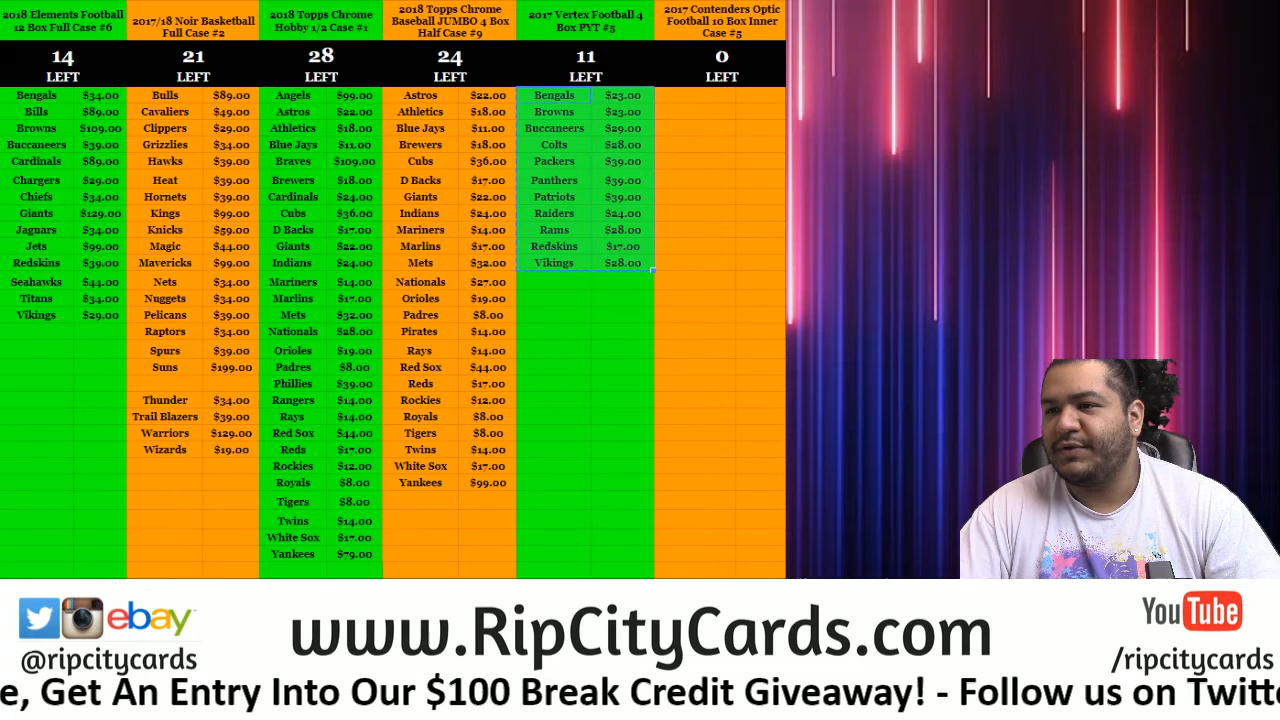 2018 Elements Football
12 Box Full Case #6
14
LEFT
Bengals $34.00
Bills $89.00
Browns $109.00
Buccaneers $39.00
Cardinals $89.00
Chargers $29.00
Chiefs $34.00
Giants $129.00
Jaguars $34.00
Jets $99.00
Redskins $39.00
Seahawks $44.00
Titans $34.00
Vikings $29.00
2017/18 Noir Basketball
Full Case #2
21
LEFT
Bulls $89.00
Cavaliers $49.00
Clippers $29.00
Grizzlies $34.00
Hawks $39.00
Heat $39.00
Hornets $39.00
Kings $99.00
Knicks $59.00
Magic $44.00
Mavericks $99.00
Nets $34.00
Nuggets $34.00
Pelicans $39.00
Raptors $34.00
Spurs $39.00
Suns $199.00
Thunder $34.00
Trail Blazers $39.00
Warriors $129.00
Wizards $19.00
2018 Topps Chrome
Hobby 1/2 Case #1
28
LEFT
Angels $99.00
Astros $22.00
Athletics $18.00
Blue Jays $11.00
Braves $109.00
Brewers $18.00
Cardinals $24.00
Cubs $36.00
D Backs $17.00
Giants $22.00
Indians $24.00
Mariners $14.00
Marlins $17.00
Mets $32.00
Nationals $28.00
Orioles $19.00
Padres $8.00
Phillies $39.00
Rangers $14.00
Rays $14.00
Red Sox $44.00
Reds $17.00
Rockies $12.00
Royals $8.00
Tigers $8.00
Twins $14.00
White Sox $17.00
Yankees $79.00
2018 Topps Chrome
Baseball JUMBO 4 Box
Half Case #9
24
LEFT
Astros $22.00
Athletics $18.00
Blue Jays $11.00
Brewers $18.00
Cubs $36.00
D Backs $17.00
Giants $22.00
Indians $24.00
Mariners $14.00
Marlins $17.00
Mets $32.00
Nationals $27.00
Orioles $19.00
Padres $8.00
Pirates $14.00
Rays $14.00
Red Sox $44.00
Reds $17.00
Rockies $12.00
Royals $8.00
Tigers $8.00
Twins $14.00
White Sox $17.00
Yankees $99.00
2017 Vertex Football 4
Box PYT #5
11
LEFT
Bengals $23.00
Browns $23.00
Buccaneers $29.00
Colts $28.00
Packers $39.00
Panthers $39.00
Patriots $39.00
Raiders $24.00
Rams $28.00
Redskins $17.00
Vikings $28.00
2017 Contenders Optic
Football 10 Box Inner
Case #5
0
LEFT
ebay
@ripcitycards
www.RipCityCards.com
YouTube
/ripcitycards
e, Get An Entry Into Our $100 Break Credit Giveaway! - Follow us on Twitte